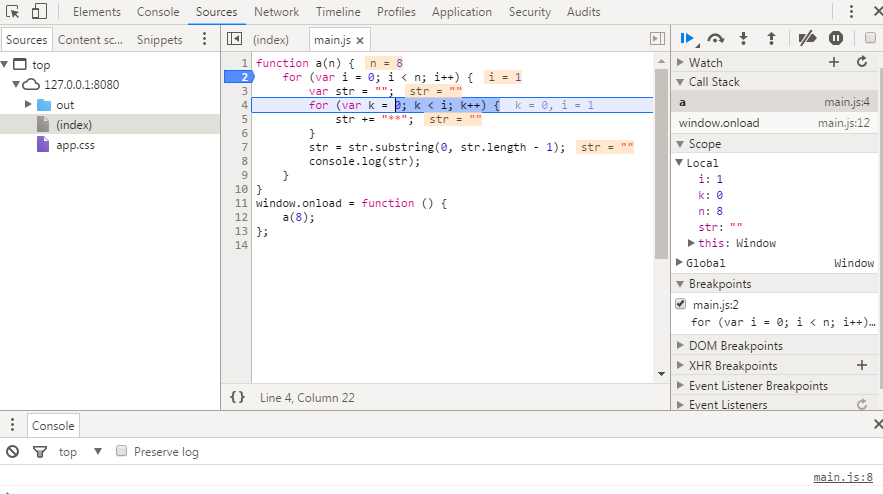 Elements Console Sources Network Timeline Profiles Application Security Audits
Sources Content sc... Snippets
top
127.0.0.1:8080
out
(index)
app.css
(index) main.js ×
1 function a(n) { n = 8
2 for (var i = 0; i < n; i++) { i = 1
3 var str = ""; str = ""
4 for (var k = 0; k < i; k++) { k = 0, i = 1
5 str += "**"; str = ""
6 }
7 str = str.substring(0, str.length - 1); str = ""
8 console.log(str);
9 }
10 }
11 window.onload = function () {
12 a(8);
13 };
14
{} Line 4, Column 22
Watch
Call Stack
a main.js:4
window.onload main.js:12
Scope
Local
i: 1
k: 0
n: 8
str: ""
this: Window
Global Window
Breakpoints
main.js:2
for (var i = 0; i < n; i++)…
DOM Breakpoints
XHR Breakpoints
Event Listener Breakpoints
Event Listeners
Console
top Preserve log
main.js:8